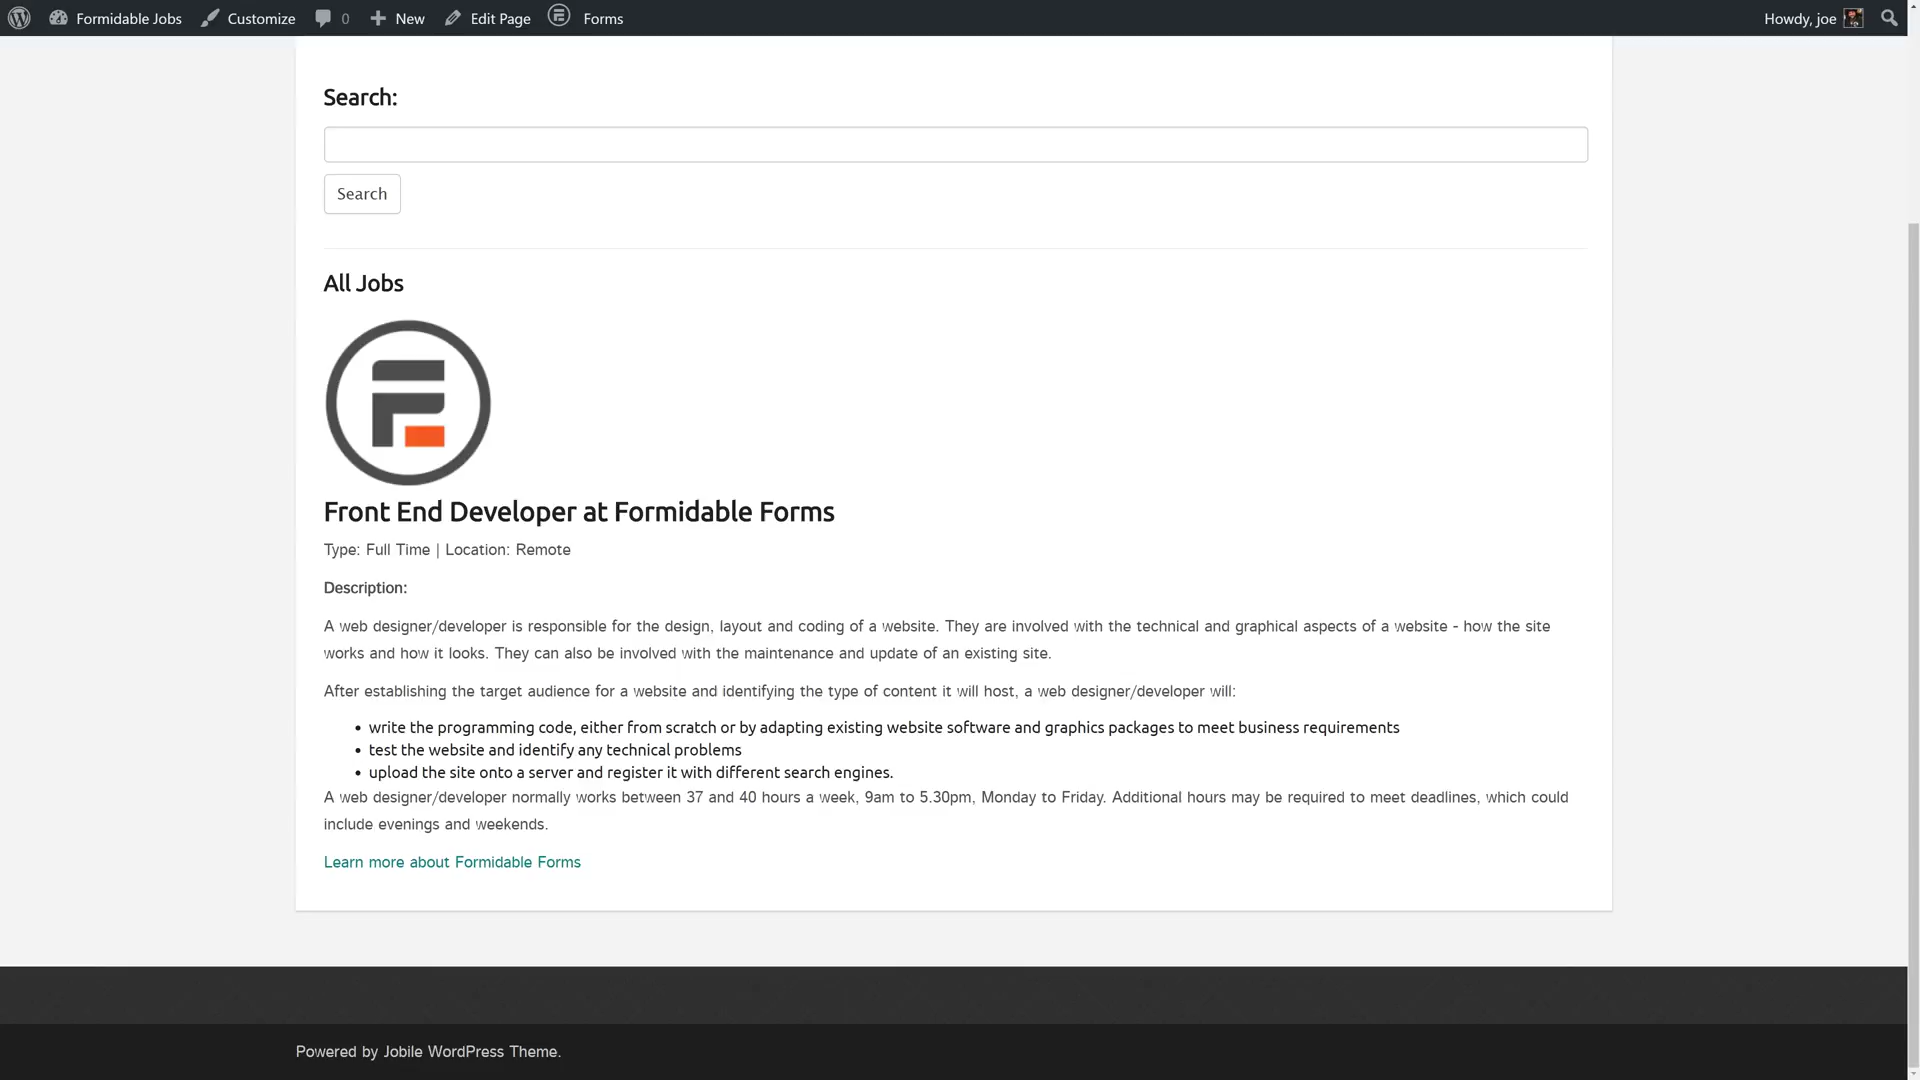 Formidable Jobs Customize 0 New Edit Page Forms Howdy, joe
Search:
Search
All Jobs
Front End Developer at Formidable Forms
Type: Full Time | Location: Remote
Description:
A web designer/developer is responsible for the design, layout and coding of a website. They are involved with the technical and graphical aspects of a website - how the site
works and how it looks. They can also be involved with the maintenance and update of an existing site.
After establishing the target audience for a website and identifying the type of content it will host, a web designer/developer will:
• write the programming code, either from scratch or by adapting existing website software and graphics packages to meet business requirements
• test the website and identify any technical problems
• upload the site onto a server and register it with different search engines.
A web designer/developer normally works between 37 and 40 hours a week, 9am to 5.30pm, Monday to Friday. Additional hours may be required to meet deadlines, which could
include evenings and weekends.
Learn more about Formidable Forms
Powered by Jobile WordPress Theme.